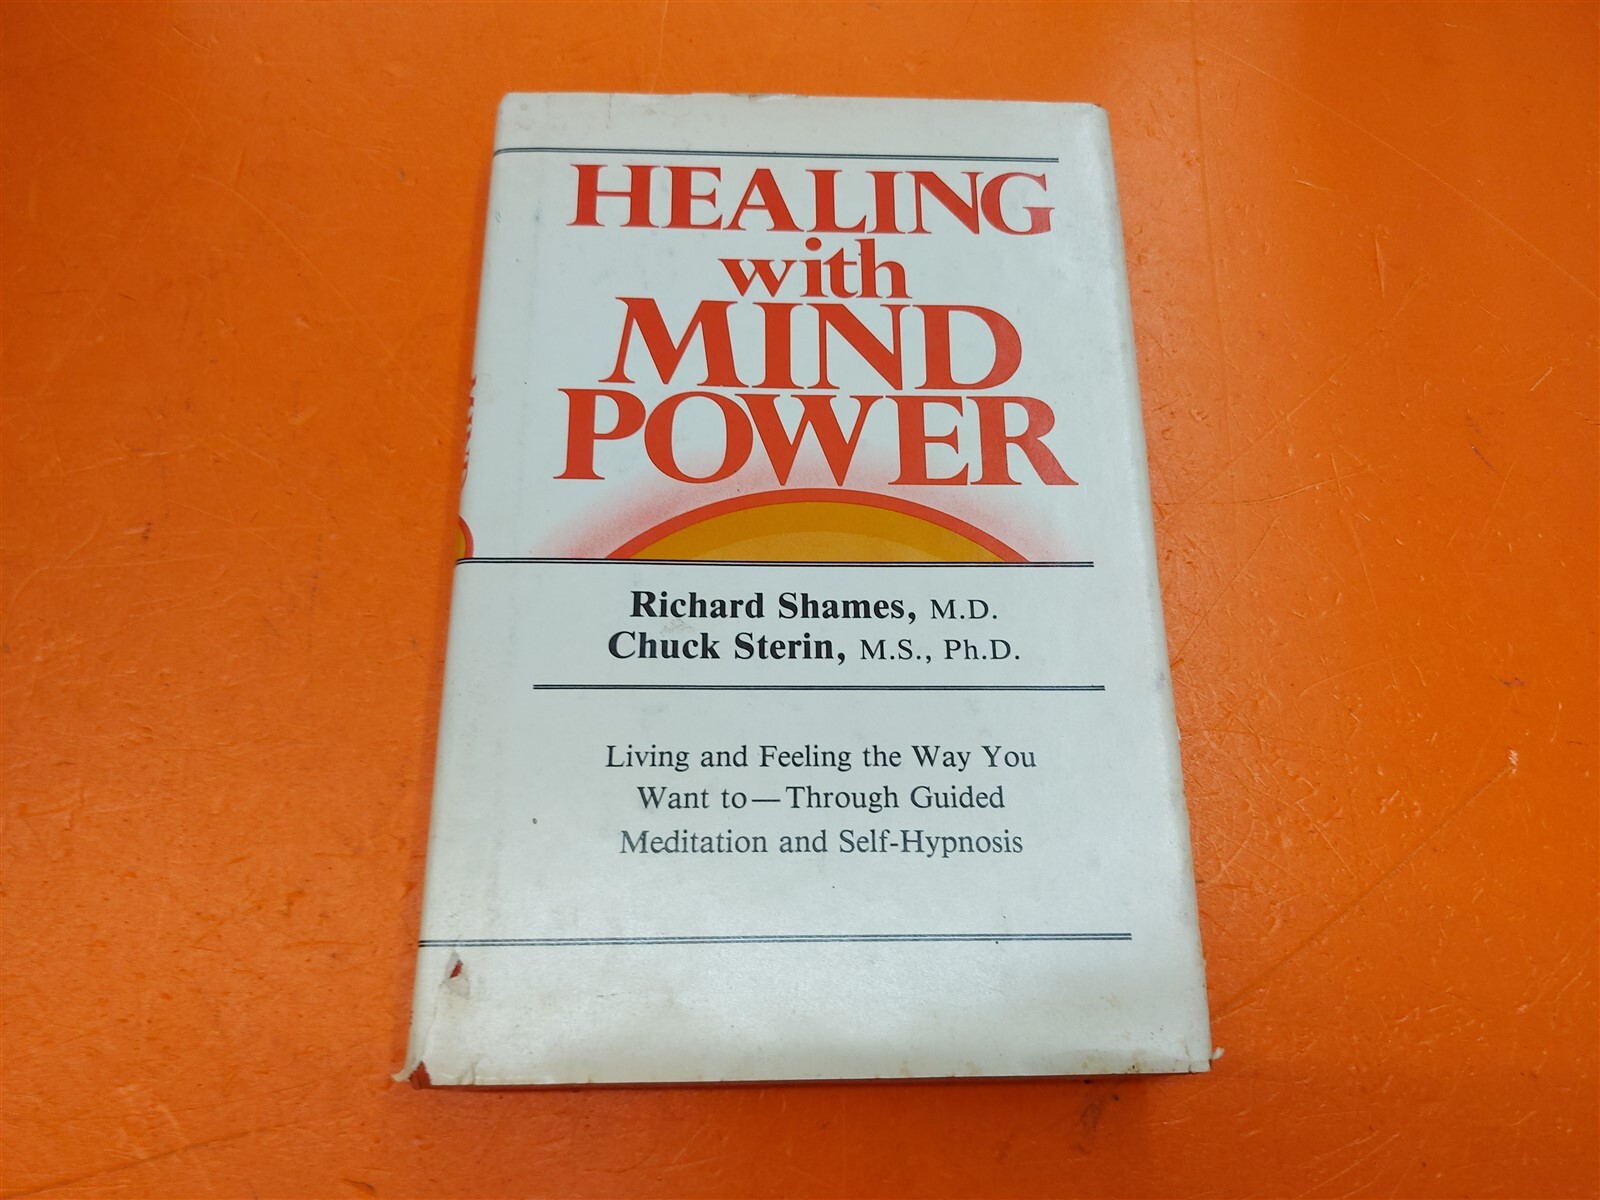 HEALING
with
MIND
POWER
Richard Shames, M.D.
Chuck Sterin, M.S., Ph.D.
Living and Feeling the Way You
Want to—Through Guided
Meditation and Self-Hypnosis